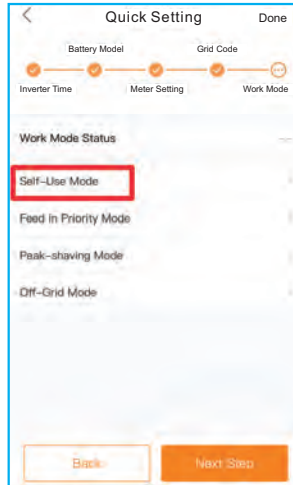 Quick Setting Done
Battery Model Grid Code
Inverter Time Meter Setting Work Mode
Work Mode Status
Self-Use Mode
Feed in Priority Mode
Peak-shaving Mode
Off-Grid Mode
Back Next Step